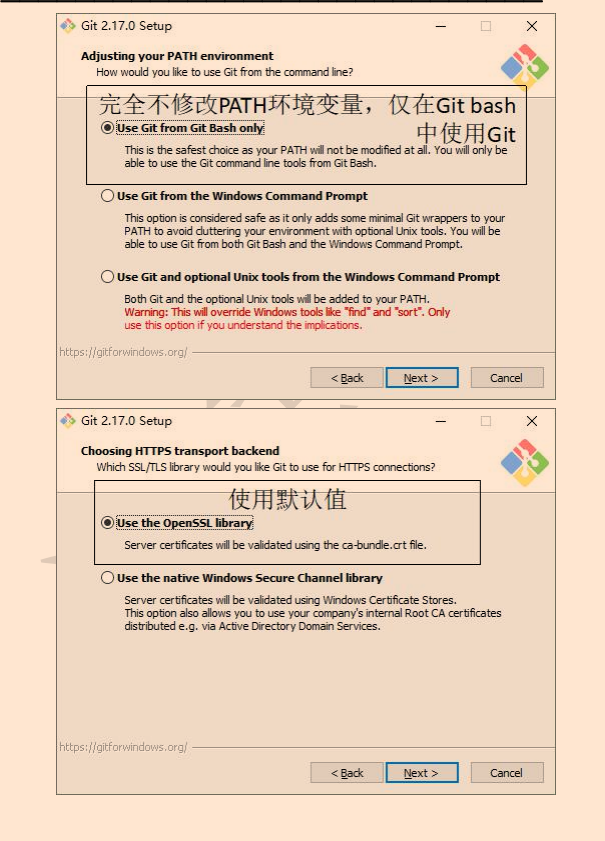 Git 2.17.0 Setup
Adjusting your PATH environment
How would you like to use Git from the command line?
完全不修改PATH环境变量，仅在Git bash
中使用Git
Use Git from Git Bash only
This is the safest choice as your PATH will not be modified at all. You will only be
able to use the Git command line tools from Git Bash.
Use Git from the Windows Command Prompt
This option is considered safe as it only adds some minimal Git wrappers to your
PATH to avoid cluttering your environment with optional Unix tools. You will be
able to use Git from both Git Bash and the Windows Command Prompt.
Use Git and optional Unix tools from the Windows Command Prompt
Both Git and the optional Unix tools will be added to your PATH.
Warning: This will override Windows tools like "find" and "sort". Only
use this option if you understand the implications.
https://gitforwindows.org/
< Back
Next >
Cancel
Git 2.17.0 Setup
Choosing HTTPS transport backend
Which SSL/TLS library would you like Git to use for HTTPS connections?
使用默认值
Use the OpenSSL library
Server certificates will be validated using the ca-bundle.crt file.
Use the native Windows Secure Channel library
Server certificates will be validated using Windows Certificate Stores.
This option also allows you to use your company's internal Root CA certificates
distributed e.g. via Active Directory Domain Services.
https://gitforwindows.org/
< Back
Next >
Cancel